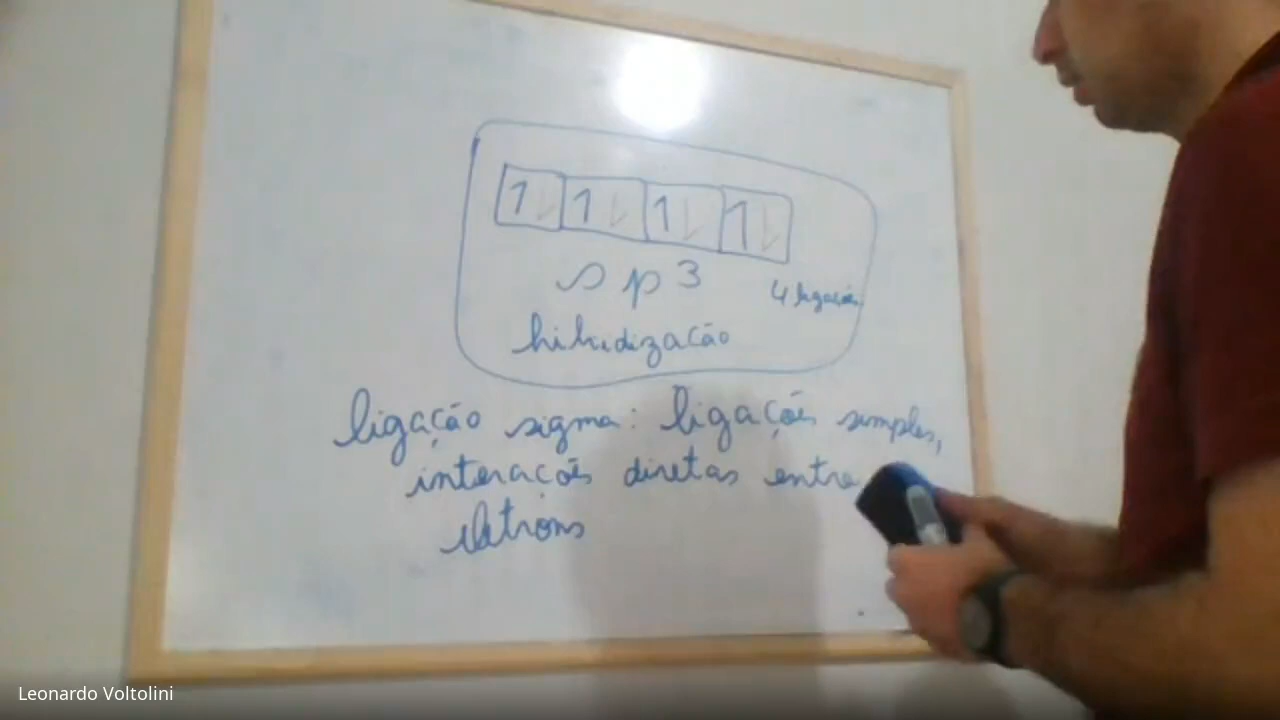 1 1 1 1
sp3
4 ligações
hibridização
ligação sigma: ligações simples,
interações diretas entre
elétrons
Leonardo Voltolini